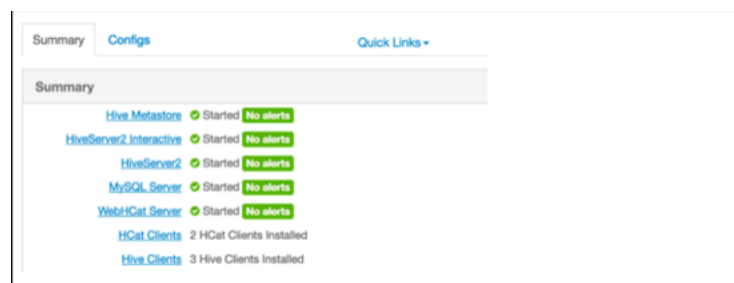 Summary Configs Quick Links
Summary
Hive Metastore Started No alerts
HiveServer2 Interactive Started No alerts
HiveServer2 Started No alerts
MySQL Server Started No alerts
WebHCat Server Started No alerts
HCat Clients 2 HCat Clients Installed
Hive Clients 3 Hive Clients Installed